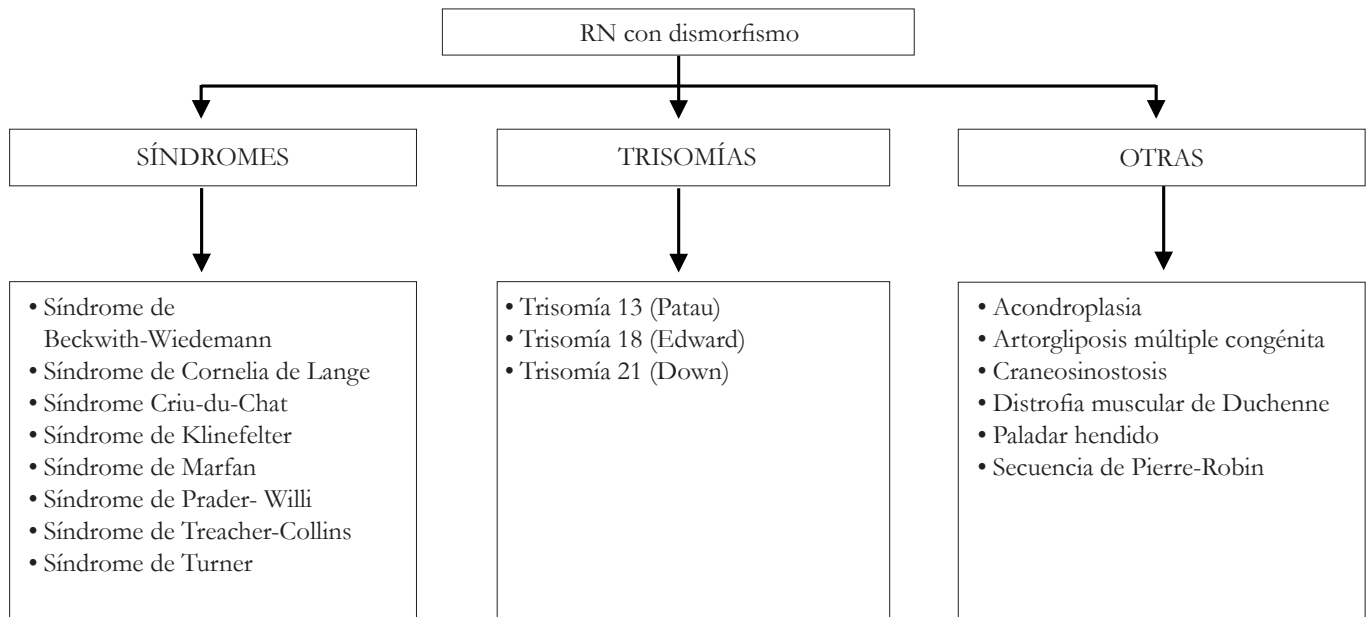 RN con dismorfismo
SÍNDROMES
• Síndrome de
Beckwith-Wiedemann
• Síndrome de Cornelia de Lange
• Síndrome Criu-du-Chat
• Síndrome de Klinefelter
• Síndrome de Marfan
• Síndrome de Prader- Willi
• Síndrome de Treacher-Collins
• Síndrome de Turner
TRISOMÍAS
• Trisomía 13 (Patau)
• Trisomía 18 (Edward)
• Trisomía 21 (Down)
OTRAS
• Acondroplasia
• Artorgliposis múltiple congénita
• Craneosinostosis
• Distrofia muscular de Duchenne
• Paladar hendido
• Secuencia de Pierre-Robin